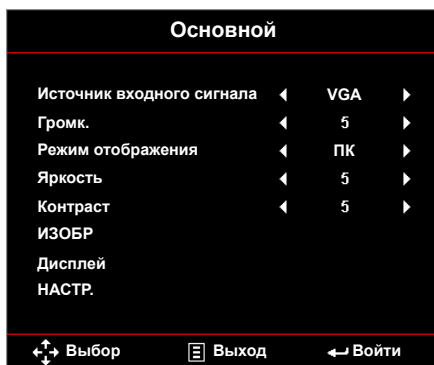 Основной
Источник входного сигнала VGA
Громк. 5
Режим отображения ПК
Яркость 5
Контраст 5
ИЗОБР
Дисплей
НАСТР.
Выбор Выход Войти